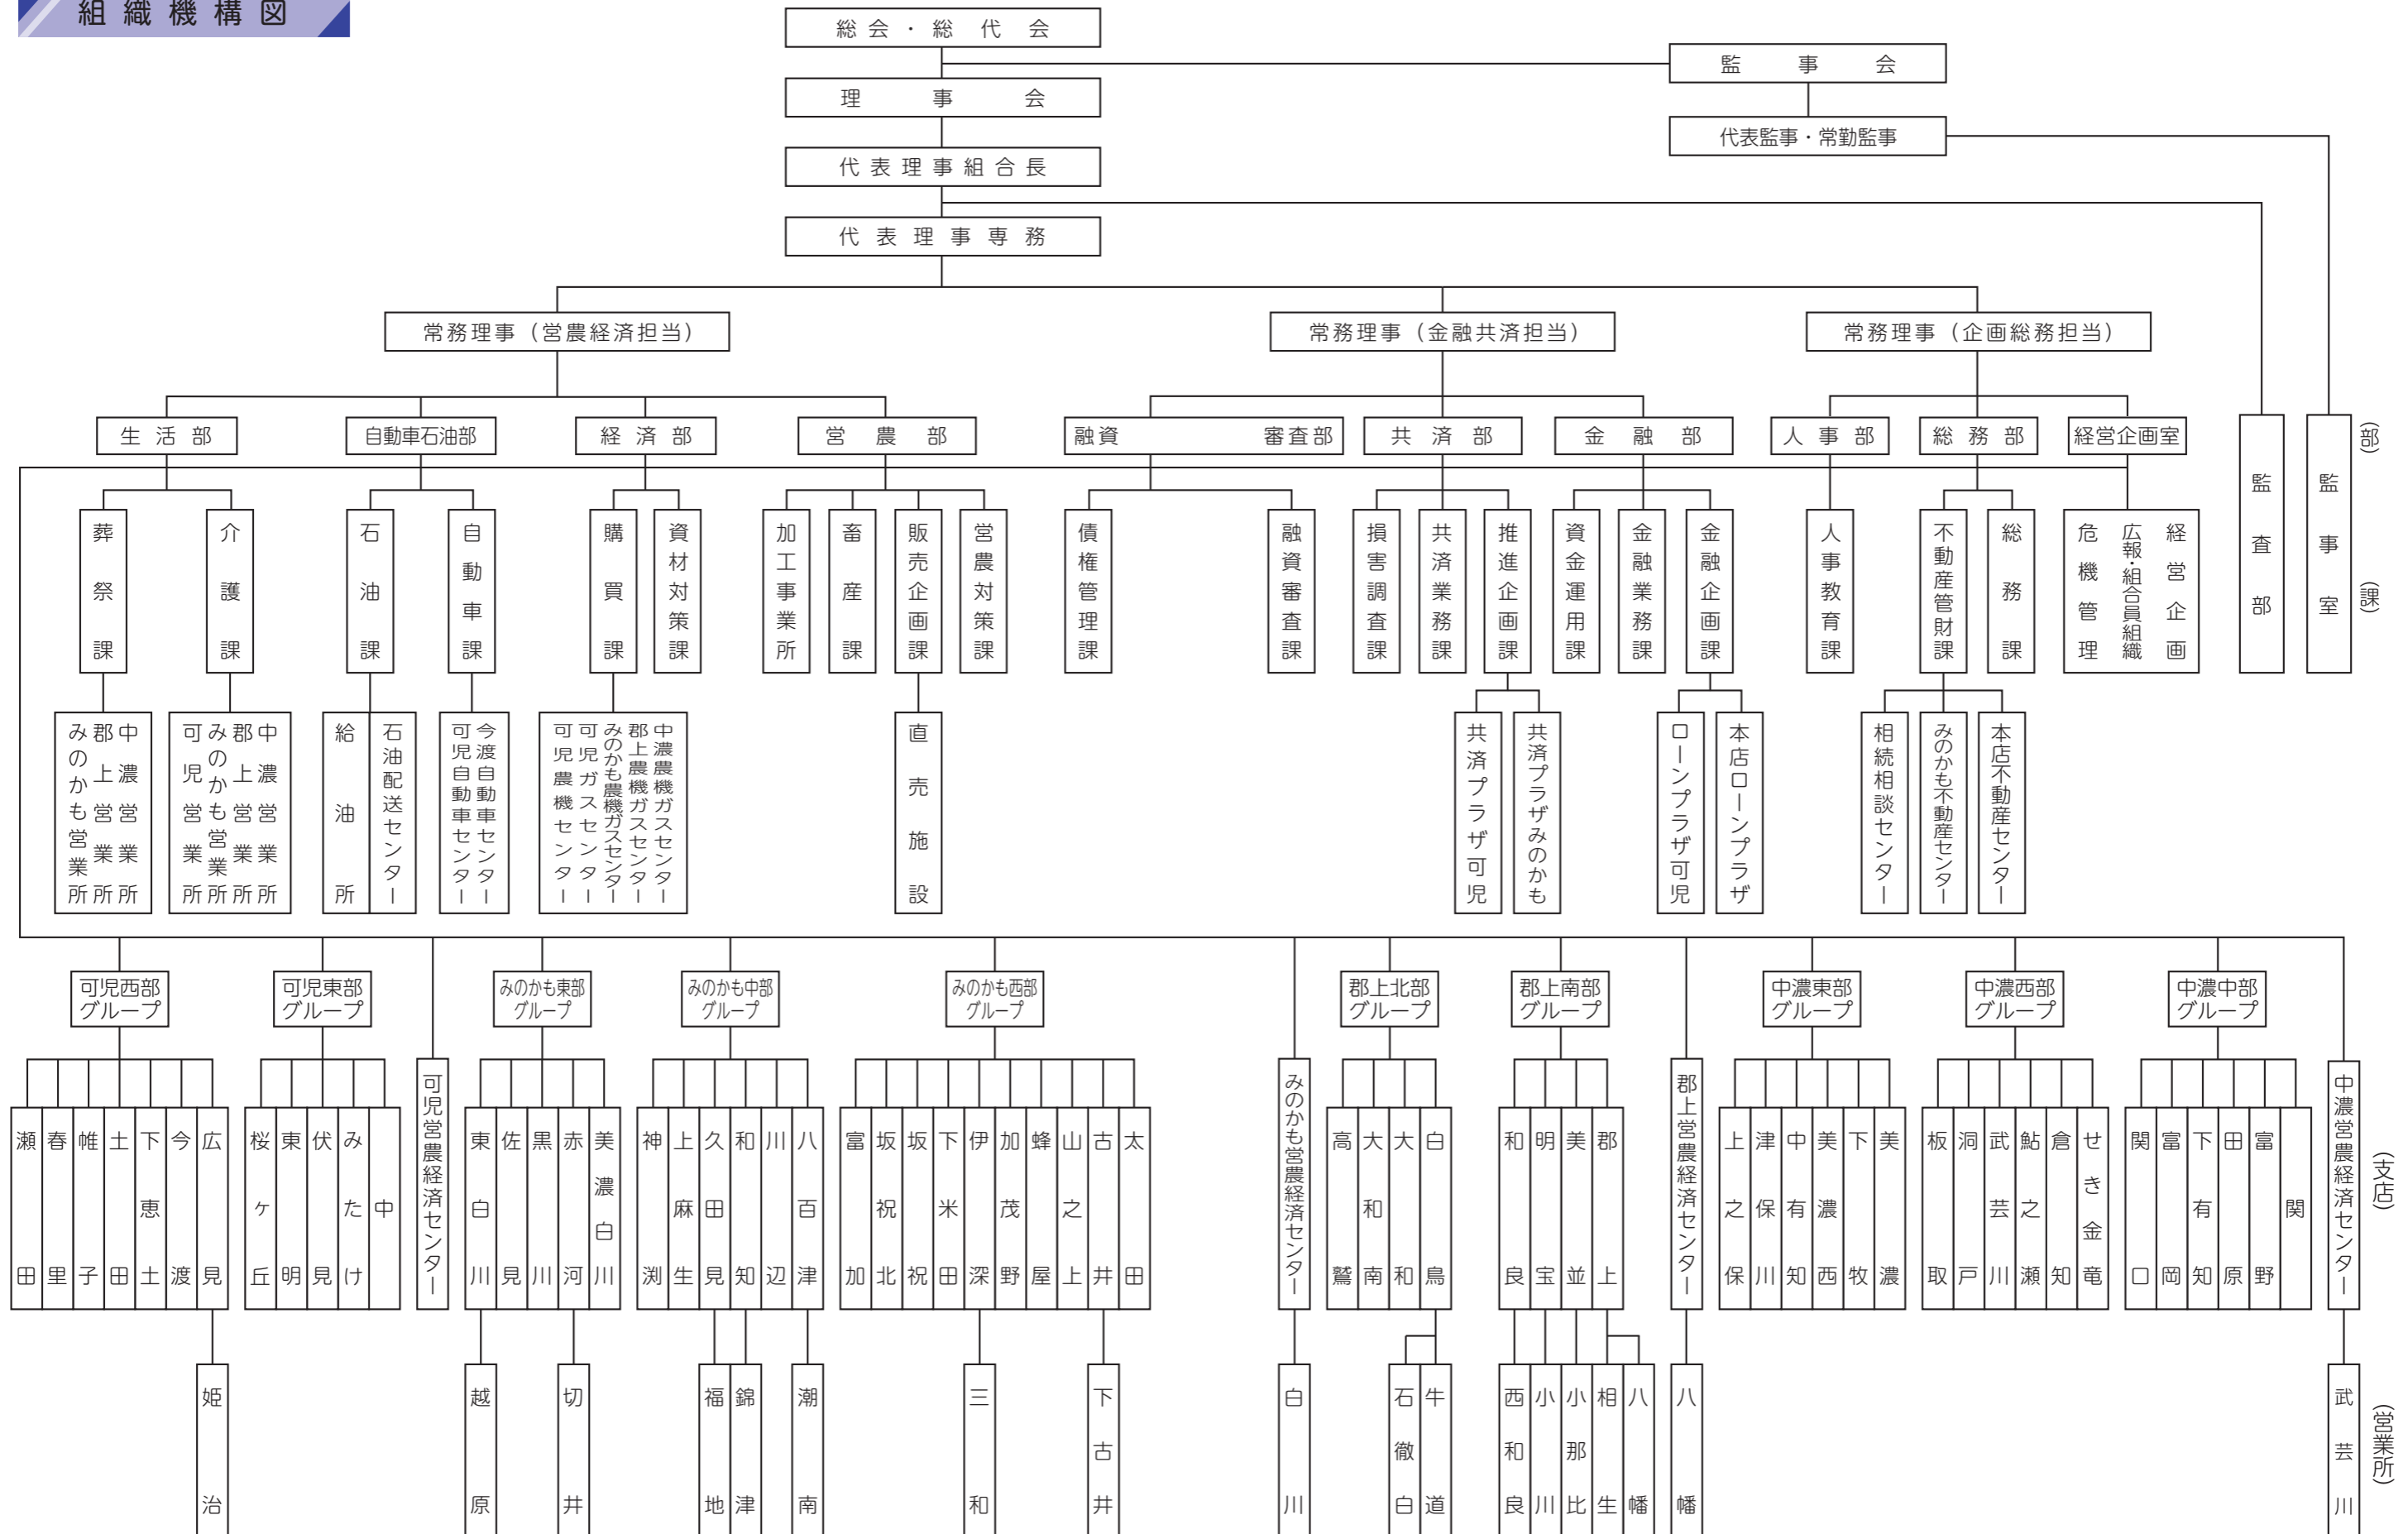 組織機構図
総会・総代会
監事会
理事会
代表監事・常勤監事
代表理事組合長
代表理事専務
常務理事（営農経済担当）
常務理事（金融共済担当）
常務理事（企画総務担当）
生活部
自動車石油部
経済部
営農部
融資審査部
共済部
金融部
人事部
総務部
経営企画室
監査部
監事室
（部）
葬祭課
介護課
石油課
自動車課
購買課
資材対策課
加工事業所
畜産課
販売企画課
営農対策課
債権管理課
融資審査課
損害調査課
共済業務課
推進企画課
資金運用課
金融業務課
金融企画課
人事教育課
不動産管財課
総務課
経営企画
広報・組合員組織
危機管理
（課）
中濃営業所
郡上営業所
みのかも営業所
中濃営業所
郡上営業所
みのかも営業所
可児営業所
給油所
石油配送センター
今渡自動車センター
可児自動車センター
中濃農機ガスセンター
郡上農機ガスセンター
みのかも農機ガスセンター
可児ガスセンター
可児農機センター
直売施設
共済プラザ可児
共済プラザみのかも
ローンプラザ可児
本店ローンプラザ
相続相談センター
みのかも不動産センター
本店不動産センター
可児西部
グループ
可児東部
グループ
みのかも東部
グループ
みのかも中部
グループ
みのかも西部
グループ
郡上北部
グループ
郡上南部
グループ
中濃東部
グループ
中濃西部
グループ
中濃中部
グループ
瀬田
春里
帷子
土田
下恵土
今渡
広見
桜ヶ丘
東明
伏見
みたけ
中
可児営農経済センター
東白川
佐見
黒川
赤河
美濃白川
神渕
上麻生
久田見
和知
川辺
八百津
富加
坂祝北
坂祝
下米田
伊深
加茂野
蜂屋
山之上
古井
太田
みのかも営農経済センター
高鷲
大和南
大和
白鳥
和良
明宝
美並
郡上
郡上営農経済センター
上之保
津保川
中有知
美濃西
下牧
美濃
板取
洞戸
武芸川
鮎之瀬
倉知
せき金竜
関口
富岡
下有知
田原
富野
関
中濃営農経済センター
（支店）
姫治
越原
切井
福地
錦津
潮南
三和
下古井
白川
石徹白
牛道
西和良
小川
小那比
相生
八幡
八幡
武芸川
（営業所）